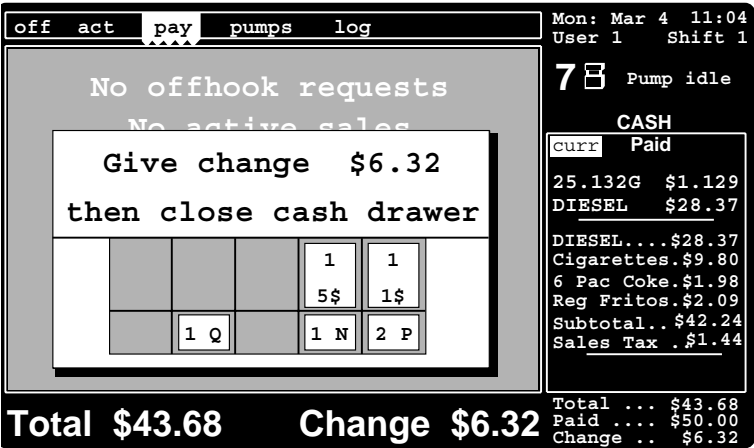 off act pay pumps log
Mon: Mar 4 11:04
User 1 Shift 1
7 Pump idle
No offhook requests
No active sales
Give change $6.32
then close cash drawer
1 1
5$ 1$
1 Q 1 N 2 P
CASH
curr Paid
25.132G $1.129
DIESEL $28.37
DIESEL....$28.37
Cigarettes.$9.80
6 Pac Coke.$1.98
Reg Fritos.$2.09
Subtotal..$42.24
Sales Tax .$1.44
Total ... $43.68
Paid .... $50.00
Change .. $6.32
Total $43.68 Change $6.32